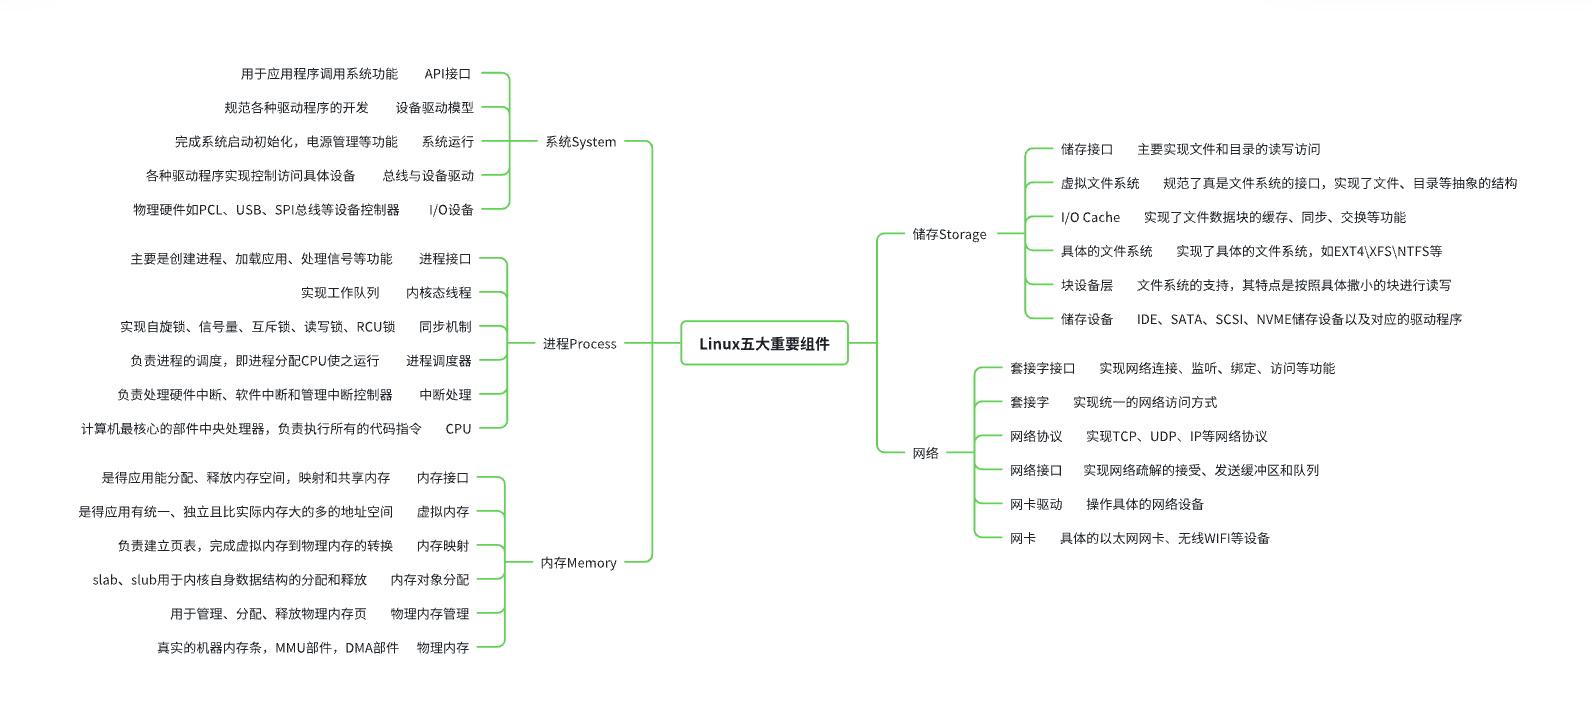 Linux五大重要组件
系统System
API接口
用于应用程序调用系统功能
设备驱动模型
规范各种驱动程序的开发
系统运行
完成系统启动初始化，电源管理等功能
总线与设备驱动
各种驱动程序实现控制访问具体设备
I/O设备
物理硬件如PCL、USB、SPI总线等设备控制器
进程Process
进程接口
主要是创建进程、加载应用、处理信号等功能
内核态线程
实现工作队列
同步机制
实现自旋锁、信号量、互斥锁、读写锁、RCU锁
进程调度器
负责进程的调度，即进程分配CPU使之运行
中断处理
负责处理硬件中断、软件中断和管理中断控制器
CPU
计算机最核心的部件中央处理器，负责执行所有的代码指令
内存Memory
内存接口
是得应用能分配、释放内存空间，映射和共享内存
虚拟内存
是得应用有统一、独立且比实际内存大的多的地址空间
内存映射
负责建立页表，完成虚拟内存到物理内存的转换
内存对象分配
slab、slub用于内核自身数据结构的分配和释放
物理内存管理
用于管理、分配、释放物理内存页
物理内存
真实的机器内存条，MMU部件，DMA部件
储存Storage
储存接口
主要实现文件和目录的读写访问
虚拟文件系统
规范了真是文件系统的接口，实现了文件、目录等抽象的结构
I/O Cache
实现了文件数据块的缓存、同步、交换等功能
具体的文件系统
实现了具体的文件系统，如EXT4\XFS\NTFS等
块设备层
文件系统的支持，其特点是按照具体撒小的块进行读写
储存设备
IDE、SATA、SCSI、NVME储存设备以及对应的驱动程序
网络
套接字接口
实现网络连接、监听、绑定、访问等功能
套接字
实现统一的网络访问方式
网络协议
实现TCP、UDP、IP等网络协议
网络接口
实现网络疏解的接受、发送缓冲区和队列
网卡驱动
操作具体的网络设备
网卡
具体的以太网网卡、无线WIFI等设备